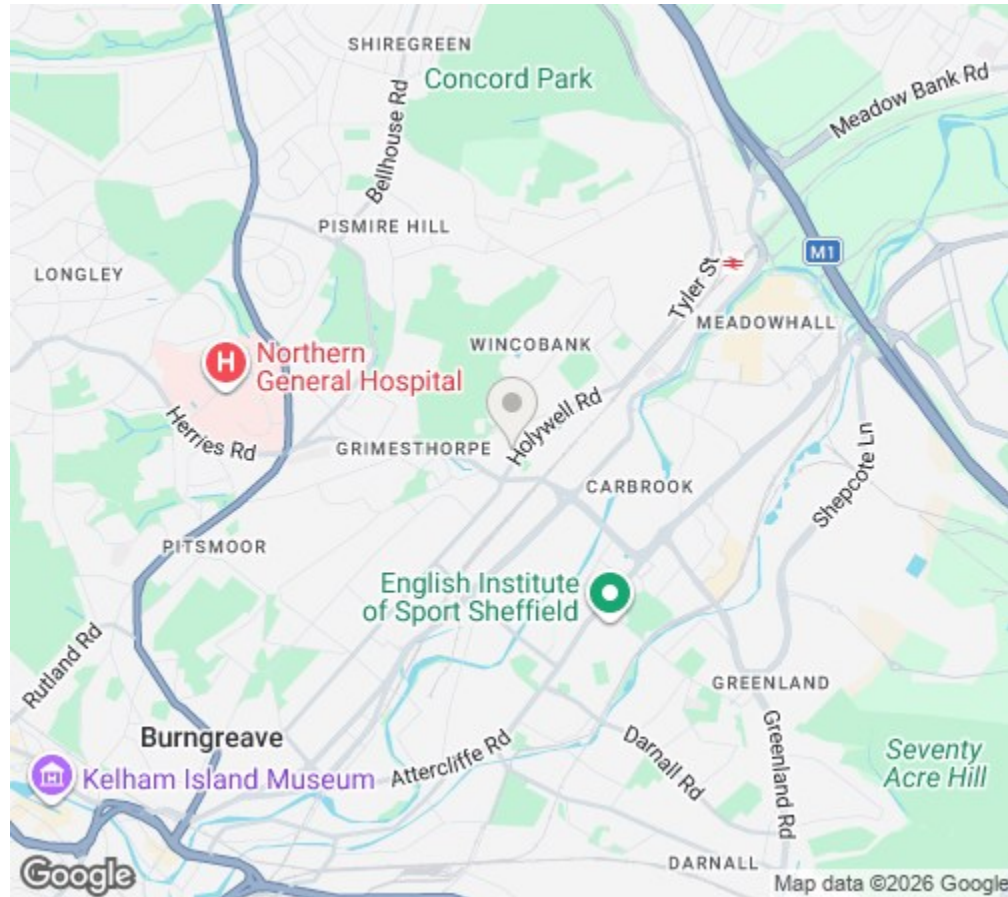 SHIREGREEN
Concord Park
Meadow Bank Rd
Bellhouse Rd
PISMIRE HILL
M1
LONGLEY
Tyler St
MEADOWHALL
WINCOBANK
H
Northern
General Hospital
Holywell Rd
Herries Rd
GRIMESTHORPE
CARBROOK
Shepcote Ln
PITSMOOR
English Institute
of Sport Sheffield
Rutland Rd
GREENLAND
Burngreave
Attercliffe Rd
Darnall Rd
Greenland Rd
Seventy
Acre Hill
Kelham Island Museum
DARNALL
Google
Map data ©2026 Google